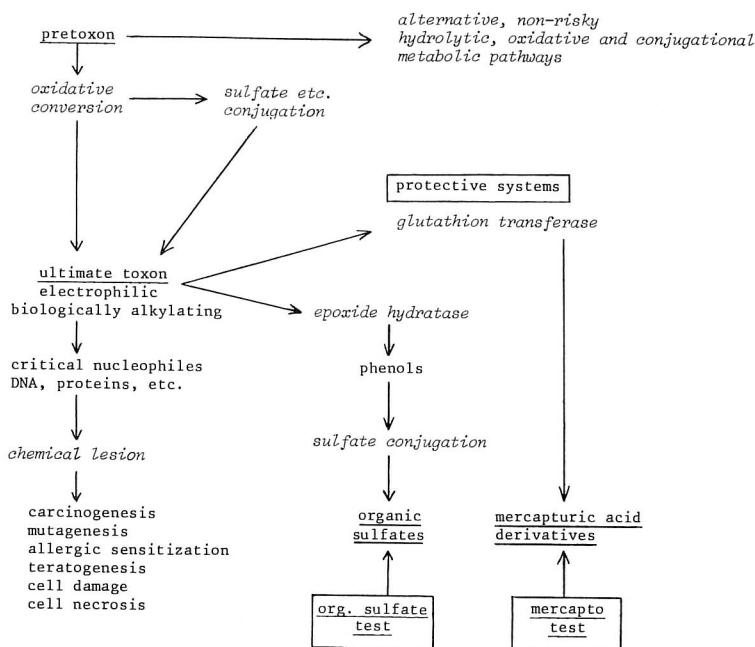 pretoxon
alternative, non-risky
hydrolytic, oxidative and conjugational
metabolic pathways
oxidative
conversion
sulfate etc.
conjugation
protective systems
glutathion transferase
ultimate toxon
electrophilic
biologically alkylating
epoxide hydratase
critical nucleophiles
DNA, proteins, etc.
phenols
chemical lesion
sulfate conjugation
carcinogenesis
mutagenesis
allergic sensitization
teratogenesis
cell damage
cell necrosis
organic
sulfates
mercapturic acid
derivatives
org. sulfate
test
mercapto
test